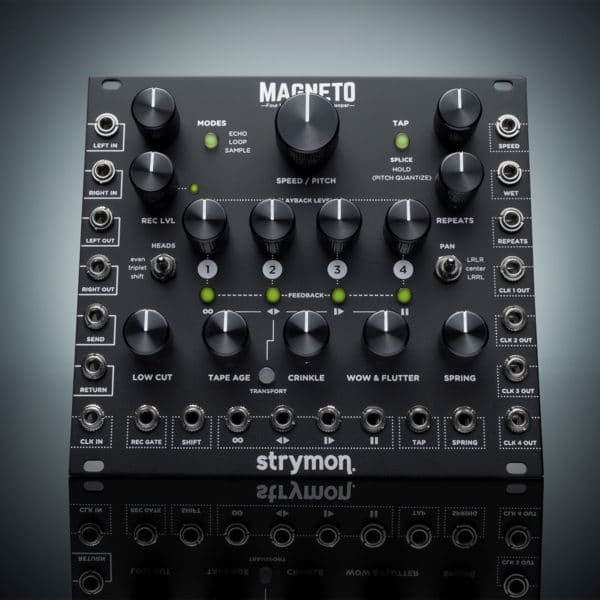 MAGNETO
LEFT IN
RIGHT IN
LEFT OUT
RIGHT OUT
SEND
RETURN
CLK IN
MODES
ECHO
LOOP
SAMPLE
SPEED / PITCH
TAP
SPLICE
HOLD
(PITCH QUANTIZE)
SPEED
WET
REPEATS
CLK 1 OUT
CLK 2 OUT
CLK 3 OUT
CLK 4 OUT
REC LVL
REPEATS
HEADS
even
triplet
shift
1
2
3
4
PAN
LRLR
center
LRRL
FEEDBACK
LOW CUT
TAPE AGE
CRINKLE
WOW & FLUTTER
SPRING
TRANSPORT
REC GATE
SHIFT
TAP
SPRING
strymon.